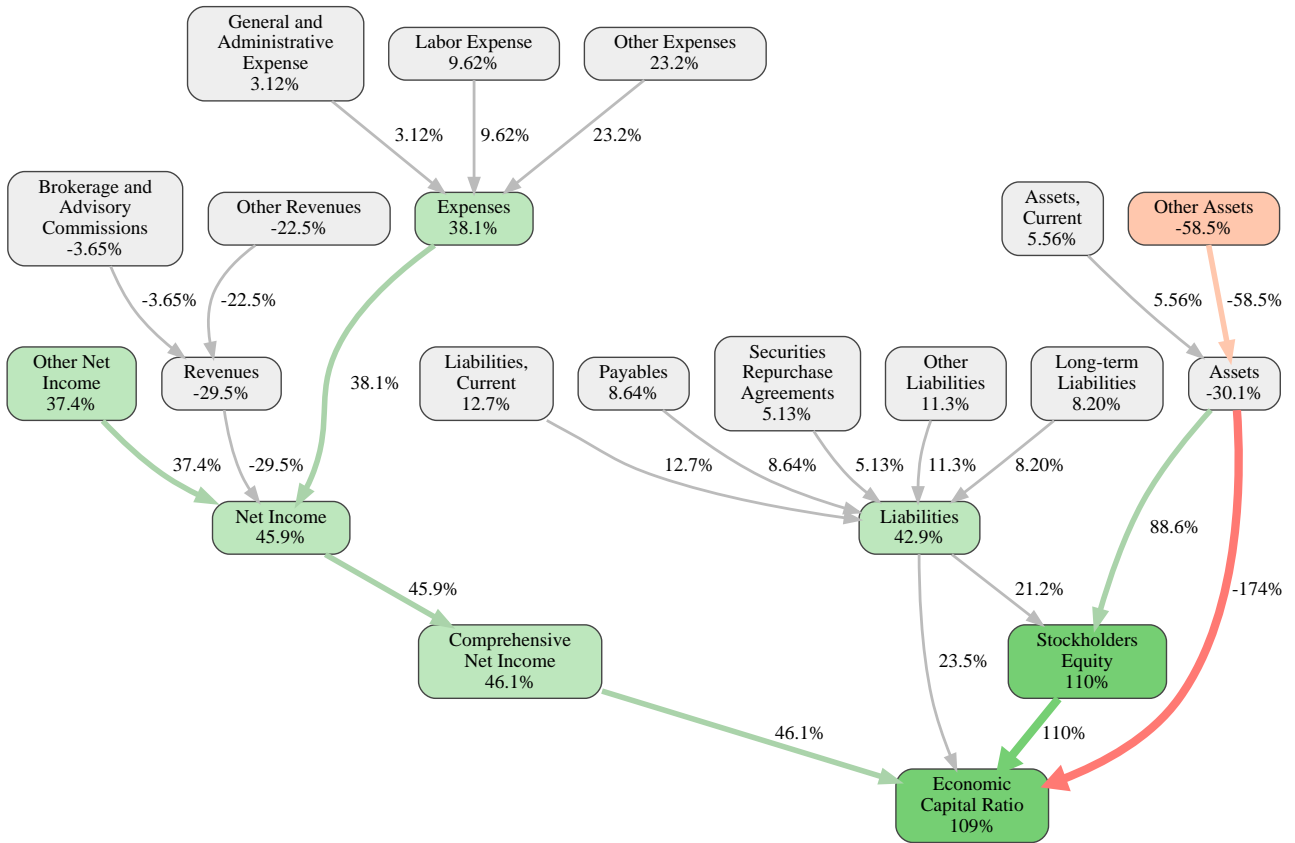 General and
Administrative
Expense
3.12%
Labor Expense
9.62%
Other Expenses
23.2%
3.12%
9.62%
23.2%
Brokerage and
Advisory
Commissions
-3.65%
Other Revenues
-22.5%
Expenses
38.1%
Assets,
Current
5.56%
Other Assets
-58.5%
-3.65%
-22.5%
5.56%
-58.5%
Other Net
Income
37.4%
Revenues
-29.5%
38.1%
Liabilities,
Current
12.7%
Payables
8.64%
Securities
Repurchase
Agreements
5.13%
Other
Liabilities
11.3%
Long-term
Liabilities
8.20%
Assets
-30.1%
37.4%
-29.5%
12.7%
8.64%
5.13%
11.3%
8.20%
Net Income
45.9%
Liabilities
42.9%
88.6%
45.9%
21.2%
-174%
Comprehensive
Net Income
46.1%
23.5%
Stockholders
Equity
110%
46.1%
110%
Economic
Capital Ratio
109%